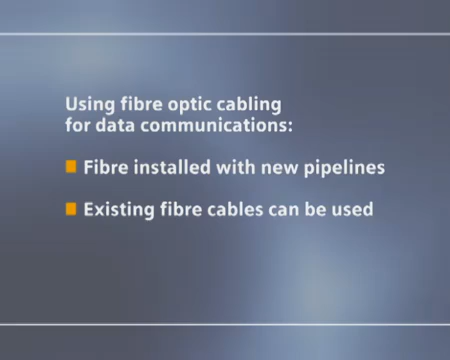 Using fibre optic cabling
for data communications:
Fibre installed with new pipelines
Existing fibre cables can be used